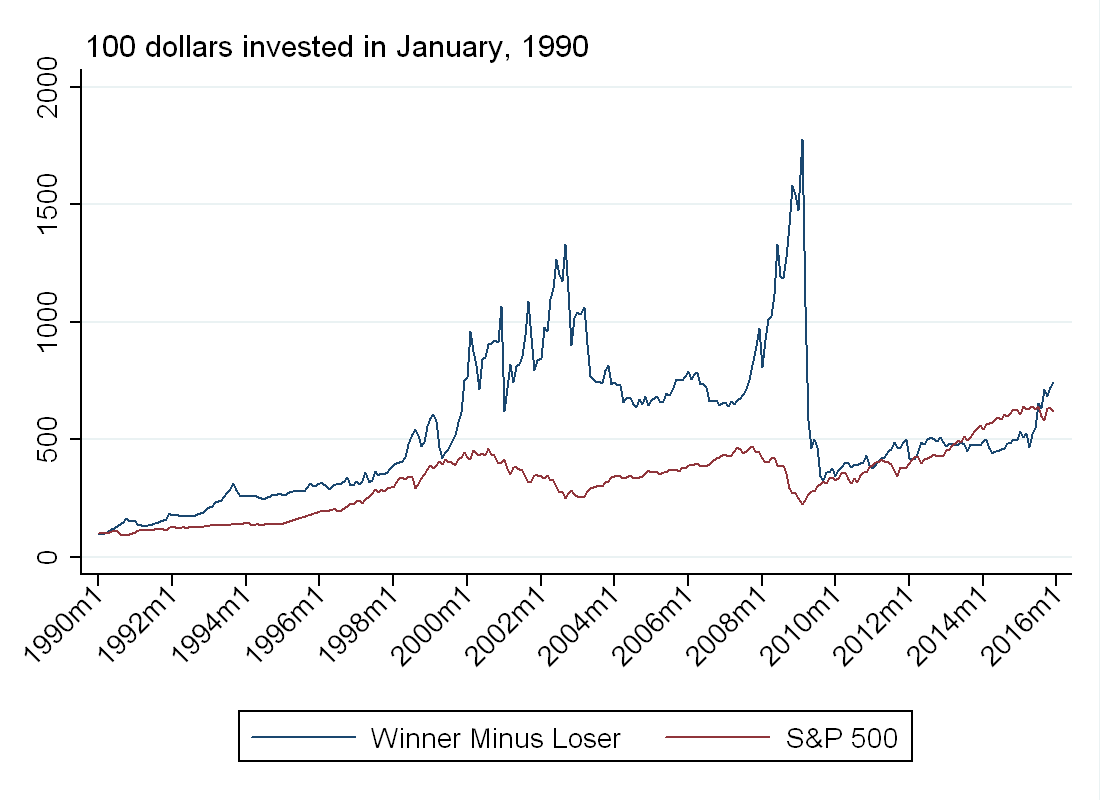 100 dollars invested in January, 1990
2000
1500
1000
500
0
1990m1
1992m1
1994m1
1996m1
1998m1
2000m1
2002m1
2004m1
2006m1
2008m1
2010m1
2012m1
2014m1
2016m1
Winner Minus Loser
S&P 500